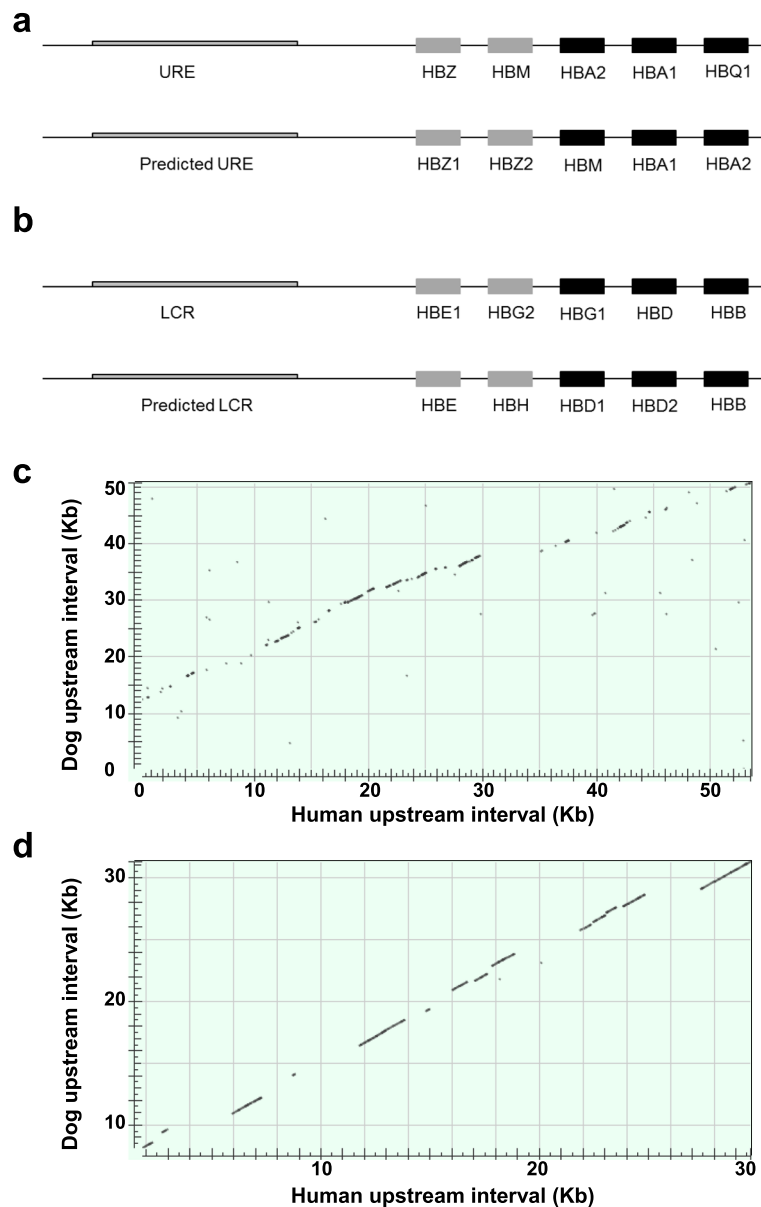 a
URE HBZ HBM HBA2 HBA1 HBQ1
Predicted URE HBZ1 HBZ2 HBM HBA1 HBA2
b
LCR HBE1 HBG2 HBG1 HBD HBB
Predicted LCR HBE HBH HBD1 HBD2 HBB
c
Dog upstream interval (Kb)
50
40
30
20
10
0
0 10 20 30 40 50
Human upstream interval (Kb)
d
Dog upstream interval (Kb)
30
20
10
10 20 30
Human upstream interval (Kb)